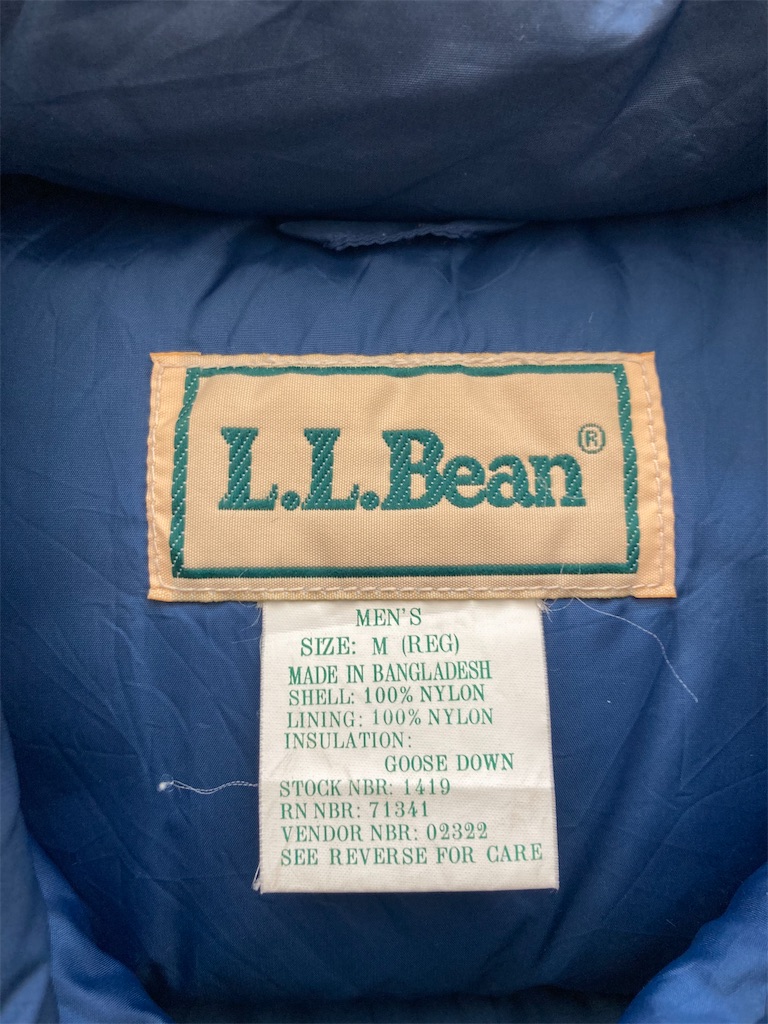 L.L.Bean®
MEN'S
SIZE: M (REG)
MADE IN BANGLADESH
SHELL: 100% NYLON
LINING: 100% NYLON
INSULATION:
GOOSE DOWN
STOCK NBR: 1419
RN NBR: 71341
VENDOR NBR: 02322
SEE REVERSE FOR CARE